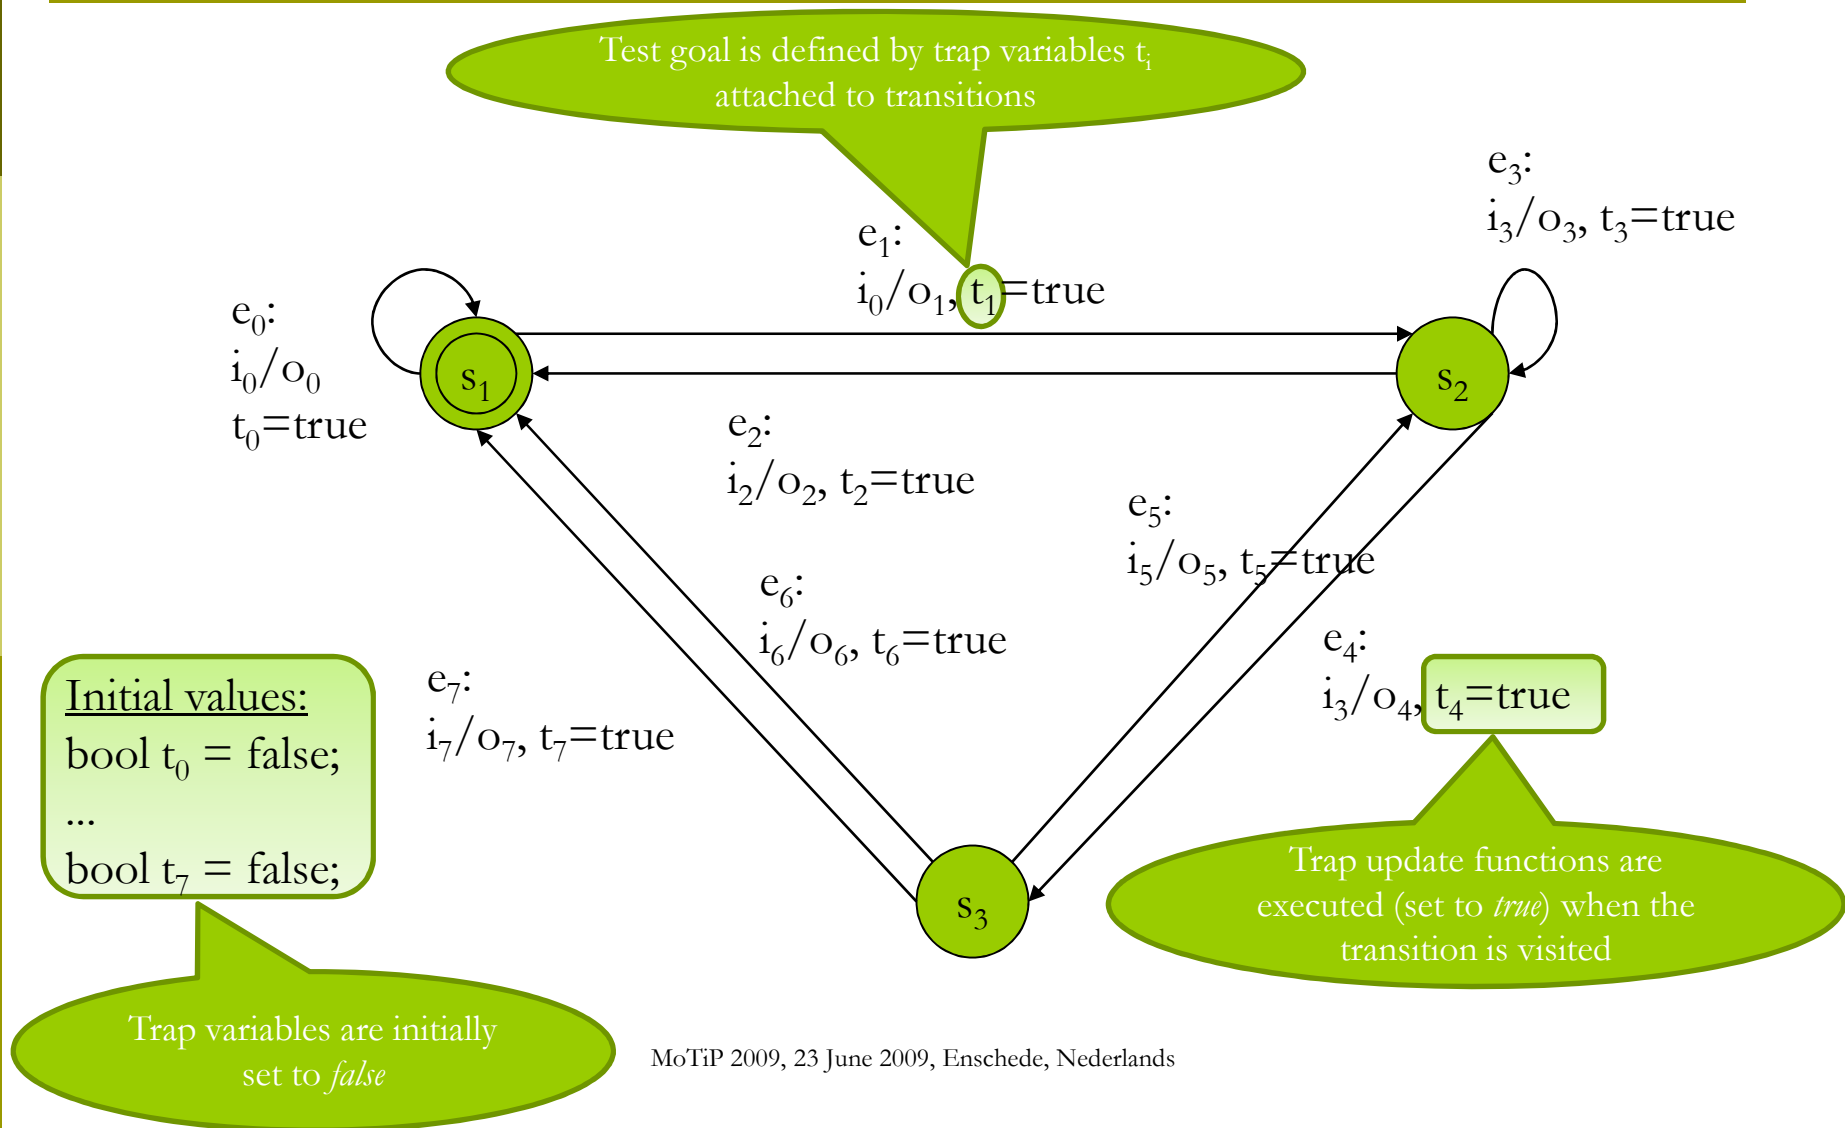 Test goal is defined by trap variables tᵢ
attached to transitions
e₃:
i₃/o₃, t₃=true
e₁:
i₀/o₁, t₁=true
e₀:
i₀/o₀
t₀=true
s₁
s₂
e₂:
i₂/o₂, t₂=true
e₅:
i₅/o₅, t₅=true
e₆:
i₆/o₆, t₆=true
e₄:
i₃/o₄, t₄=true
e₇:
i₇/o₇, t₇=true
Initial values:
bool t₀ = false;
...
bool t₇ = false;
s₃
Trap update functions are
executed (set to true) when the
transition is visited
Trap variables are initially
set to false
MoTiP 2009, 23 June 2009, Enschede, Nederlands